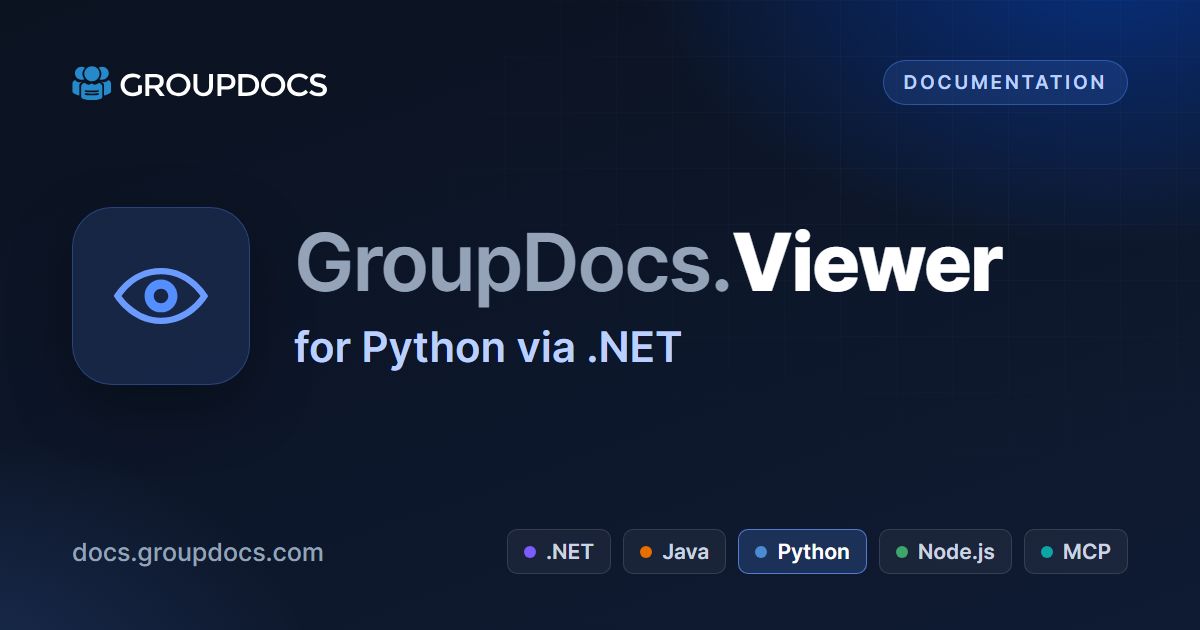 GROUPDOCS
DOCUMENTATION
GroupDocs.Viewer
for Python via .NET
docs.groupdocs.com
.NET
Java
Python
Node.js
MCP